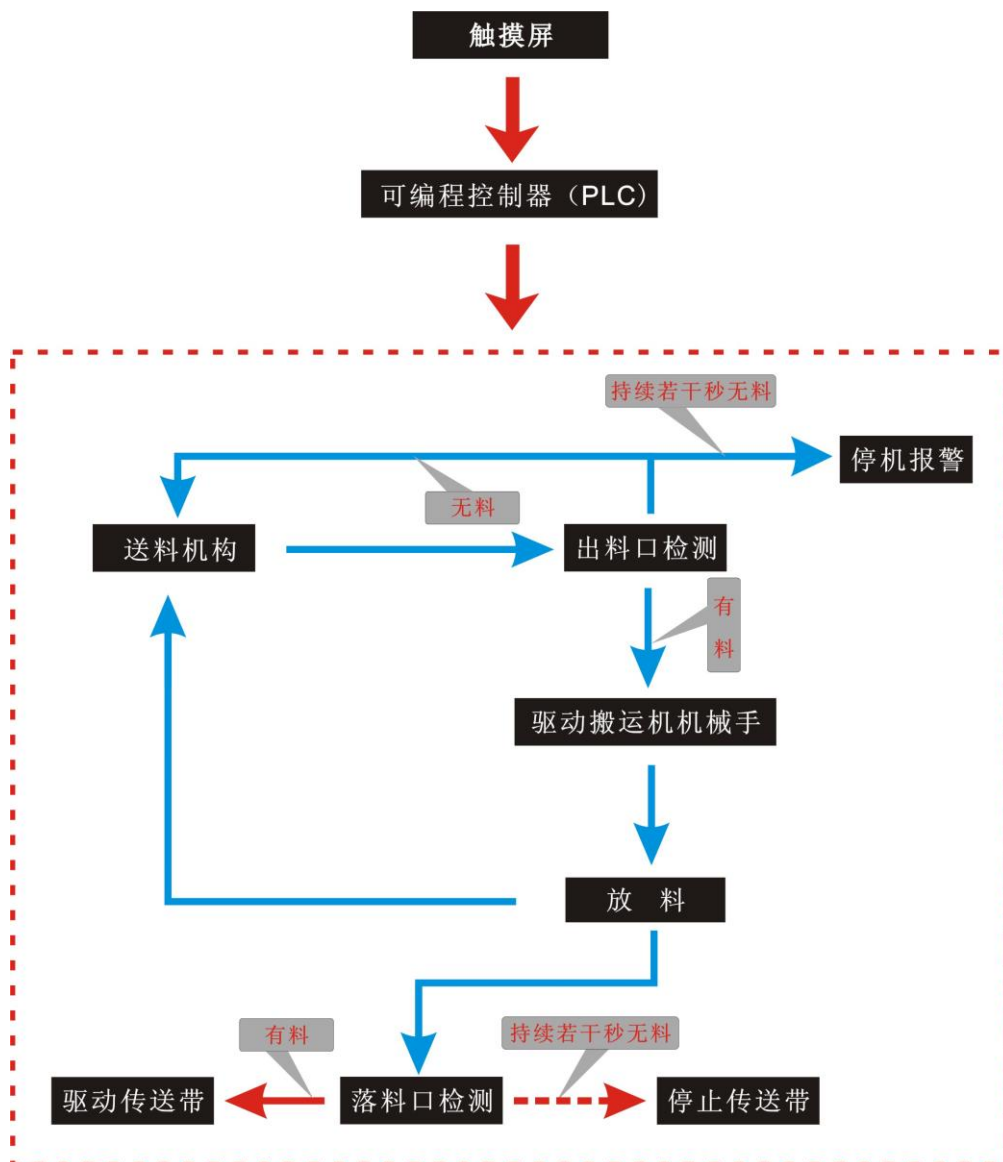 触摸屏
可编程控制器（PLC）
持续若干秒无料
停机报警
无料
送料机构
出料口检测
有
料
驱动搬运机机械手
放 料
有料
持续若干秒无料
驱动传送带
落料口检测
停止传送带